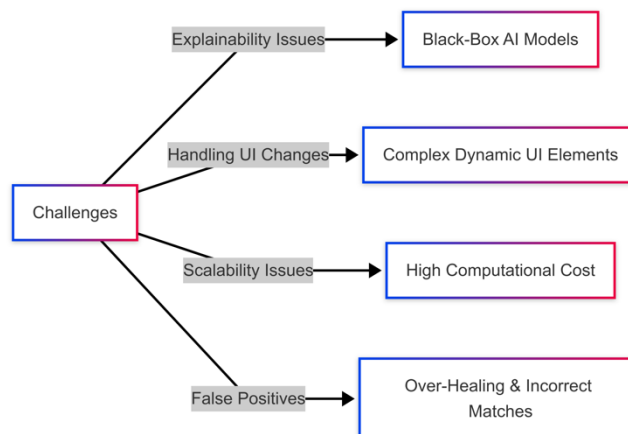 Explainability Issues
Black-Box AI Models
Handling UI Changes
Complex Dynamic UI Elements
Challenges
Scalability Issues
High Computational Cost
False Positives
Over-Healing & Incorrect
Matches